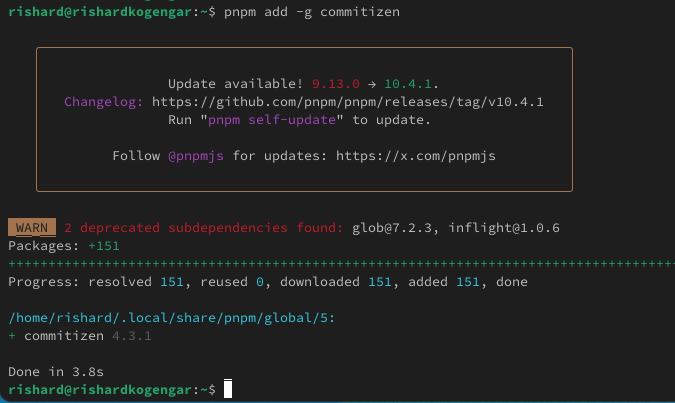 rishard@rishardkogengar:~$ pnpm add -g commitizen
Update available! 9.13.0 → 10.4.1.
Changelog: https://github.com/pnpm/pnpm/releases/tag/v10.4.1
Run "pnpm self-update" to update.
Follow @pnpmjs for updates: https://x.com/pnpmjs
WARN 2 deprecated subdependencies found: glob@7.2.3, inflight@1.0.6
Packages: +151
++++++++++++++++++++++++++++++++++++++++++++++++++++++++++++++++++++++++++++++++++++
Progress: resolved 151, reused 0, downloaded 151, added 151, done
/home/rishard/.local/share/pnpm/global/5:
+ commitizen 4.3.1
Done in 3.8s
rishard@rishardkogengar:~$